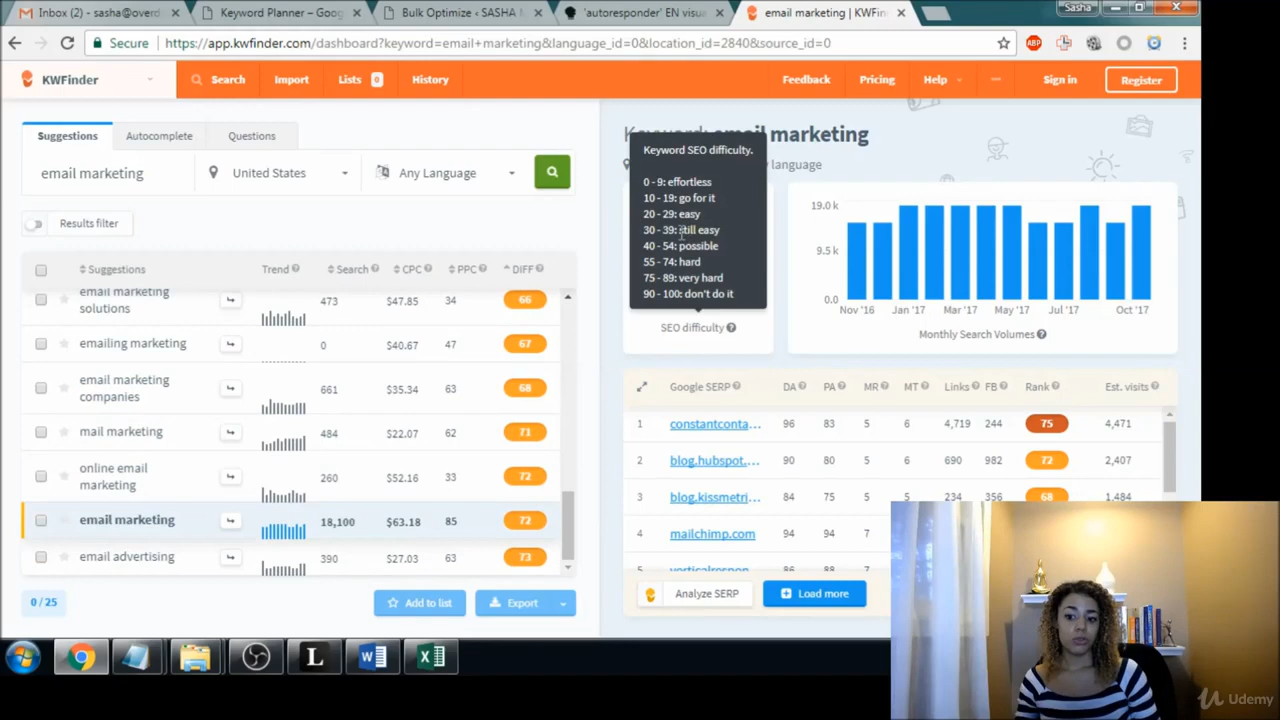 Inbox (2) - sasha@overd
Keyword Planner – Goog
Bulk Optimize - SASHA M
'autoresponder' EN visua
email marketing | KWFin
Sasha
Secure
https://app.kwfinder.com/dashboard?keyword=email+marketing&language_id=0&location_id=2840&source_id=0
ABP
KWFinder
Search
Import
Lists 0
History
Feedback
Pricing
Help
Sign in
Register
Suggestions
Autocomplete
Questions
email marketing
United States
Any Language
Results filter
Suggestions
Trend
Search
CPC
PPC
DIFF
email marketing
solutions
473 $47.85 34 66
emailing marketing
0 $40.67 47 67
email marketing
companies
661 $35.34 63 68
mail marketing
484 $22.07 62 71
online email
marketing
260 $52.16 33 72
email marketing
18,100 $63.18 85 72
email advertising
390 $27.03 63 73
0 / 25
Add to list
Export
Keyword: email marketing
language
Keyword SEO difficulty.
0 - 9: effortless
10 - 19: go for it
20 - 29: easy
30 - 39: still easy
40 - 54: possible
55 - 74: hard
75 - 89: very hard
90 - 100: don't do it
SEO difficulty
19.0 k
9.5 k
0.0
Nov '16 Jan '17 Mar '17 May '17 Jul '17 Oct '17
Monthly Search Volumes
Google SERP
DA
PA
MR
MT
Links
FB
Rank
Est. visits
1 constantconta... 96 83 5 6 4,719 244 75 4,471
2 blog.hubspot.... 90 80 5 6 690 982 72 2,407
3 blog.kissmetri... 84 75 5 5 234 356 68 1,484
4 mailchimp.com 94 94 7
5 verticalrespon... 86 88 7
Analyze SERP
Load more
L
Udemy